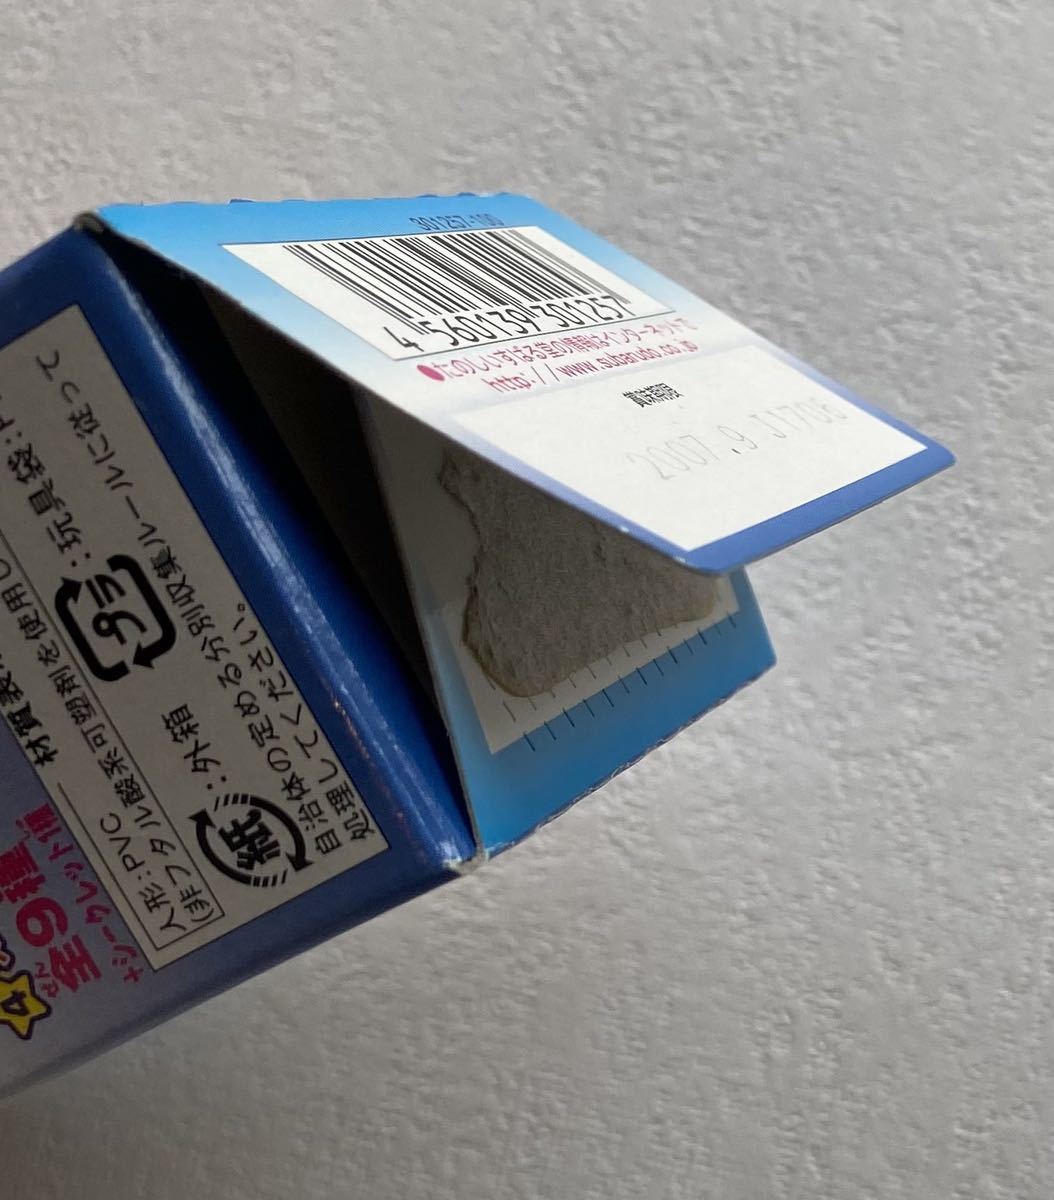 301257-100
4 560139 301257
●たのしいすばる堂の情報はインターネットで
http://www.subarudo.co.jp
賞味期限
2007.9 J1706
材質表
人形:PVC
(非フタル酸系可塑剤を使用し
プラ
:玩具袋:P
紙
:外箱
自治体の定める分別収集ルールに従って
処理してください。
全6種
+シークレット1種
4